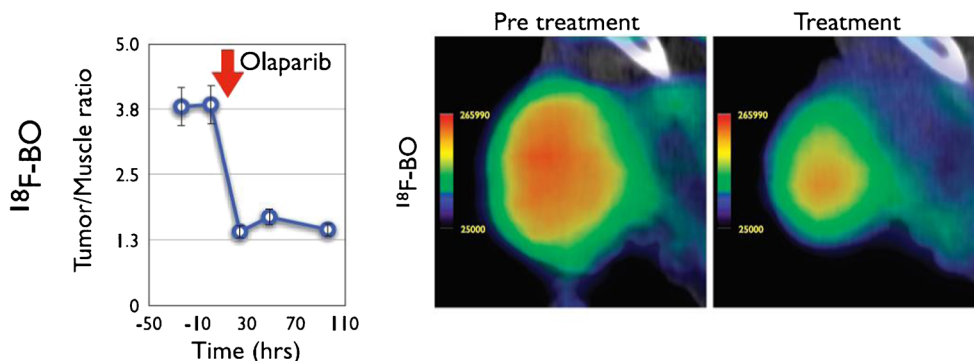 18F-BO
Tumor/Muscle ratio
5.0
3.8
2.5
1.3
0
-50 -10 30 70 110
Time (hrs)
Olaparib
18F-BO
Pre treatment
265990
25000
Treatment
265990
25000